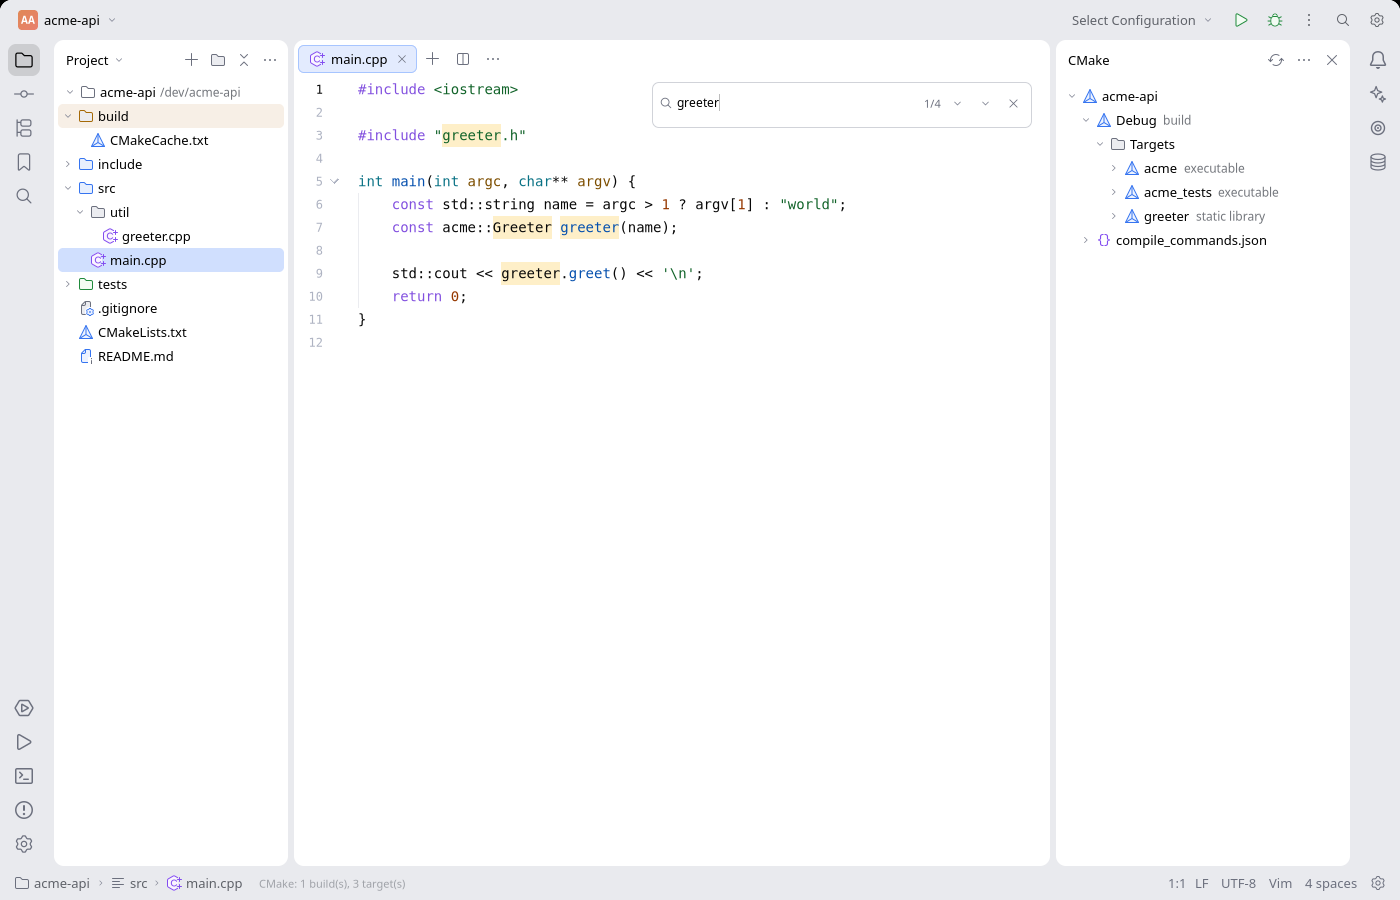 AA acme-api
Select Configuration
Project
acme-api /dev/acme-api
build
CMakeCache.txt
include
src
util
greeter.cpp
main.cpp
tests
.gitignore
CMakeLists.txt
README.md
main.cpp
greeter
1/4
1 #include <iostream>
2
3 #include "greeter.h"
4
5 int main(int argc, char** argv) {
6     const std::string name = argc > 1 ? argv[1] : "world";
7     const acme::Greeter greeter(name);
8
9     std::cout << greeter.greet() << '\n';
10     return 0;
11 }
12
CMake
acme-api
Debug build
Targets
acme executable
acme_tests executable
greeter static library
{} compile_commands.json
acme-api > src > main.cpp CMake: 1 build(s), 3 target(s)
1:1 LF UTF-8 Vim 4 spaces